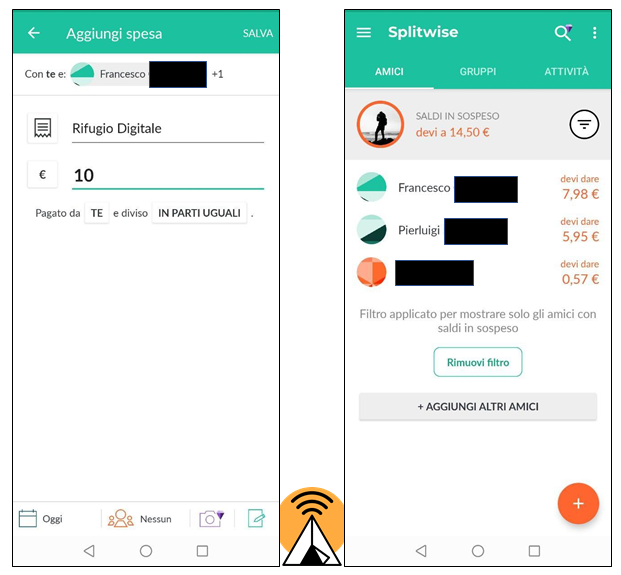 Aggiungi spesa
SALVA
Con te e: Francesco +1
Rifugio Digitale
€ 10
Pagato da TE e diviso IN PARTI UGUALI .
Oggi
Nessun
Splitwise
AMICI
GRUPPI
ATTIVITÀ
SALDI IN SOSPESO
devi a 14,50 €
Francesco
devi dare
7,98 €
Pierluigi
devi dare
5,95 €
devi dare
0,57 €
Filtro applicato per mostrare solo gli amici con
saldi in sospeso
Rimuovi filtro
+ AGGIUNGI ALTRI AMICI
+